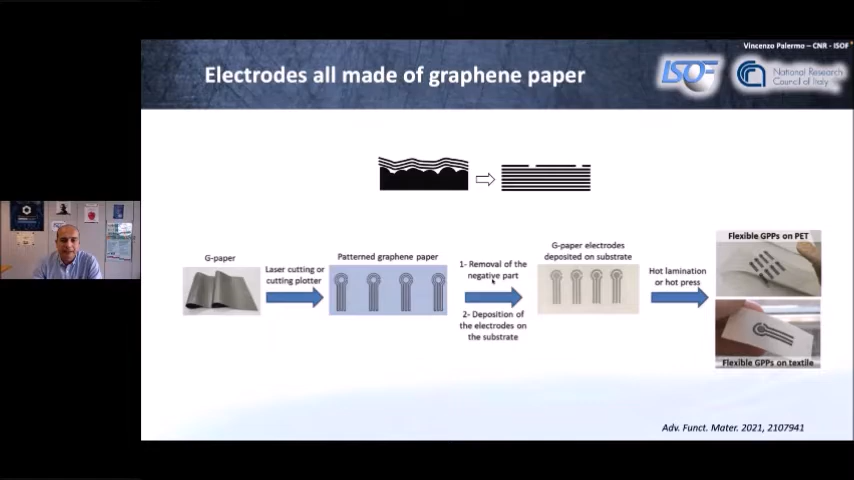 Vincenzo Palermo – CNR - ISOF
Electrodes all made of graphene paper
ISOF
National Research
Council of Italy
G-paper
Laser cutting or
cutting plotter
Patterned graphene paper
1- Removal of the
negative part
2- Deposition of
the electrodes on
the substrate
G-paper electrodes
deposited on substrate
Hot lamination
or hot press
Flexible GPPs on PET
Flexible GPPs on textile
Adv. Funct. Mater. 2021, 2107941